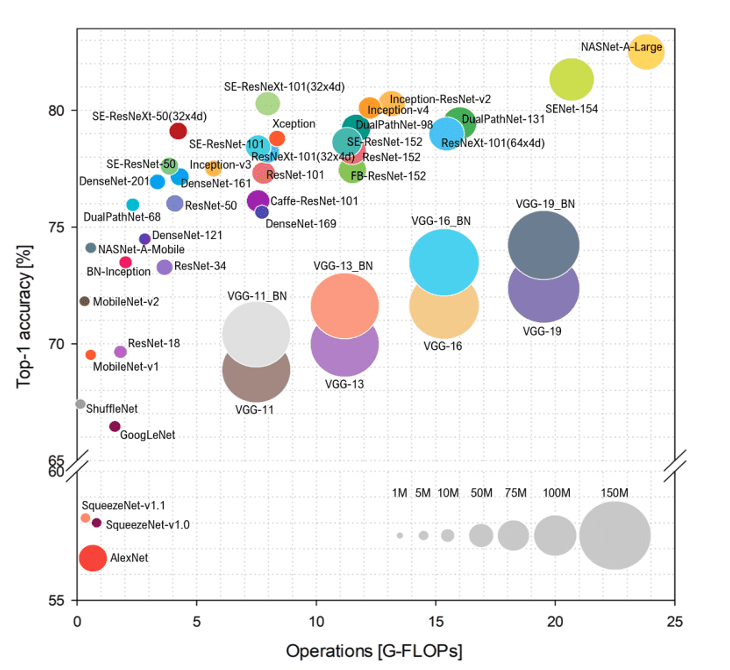 NASNet-A-Large
SENet-154
SE-ResNeXt-101(32x4d)
Inception-ResNet-v2
Inception-v4
SE-ResNeXt-50(32x4d)
Xception
DualPathNet-131
DualPathNet-98
SE-ResNet-101
SE-ResNet-152
ResNeXt-101(64x4d)
ResNeXt-101(32x4d)
ResNet-152
SE-ResNet-50
Inception-v3
ResNet-101
FB-ResNet-152
DenseNet-201
DenseNet-161
Caffe-ResNet-101
ResNet-50
DualPathNet-68
DenseNet-169
DenseNet-121
NASNet-A-Mobile
BN-Inception
ResNet-34
VGG-19_BN
VGG-16_BN
VGG-13_BN
VGG-11_BN
MobileNet-v2
VGG-19
VGG-16
ResNet-18
MobileNet-v1
VGG-13
VGG-11
ShuffleNet
GoogLeNet
SqueezeNet-v1.1
SqueezeNet-v1.0
AlexNet
1M 5M 10M 50M 75M 100M 150M
80
75
70
65
60
55
Top-1 accuracy [%]
0 5 10 15 20 25
Operations [G-FLOPs]